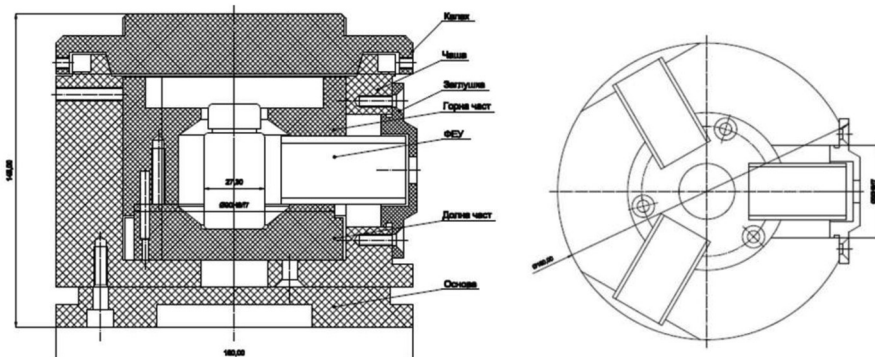 Капак
Чаша
Заглушка
Горна част
ФЕУ
27,30
Долна част
Основа
160,00